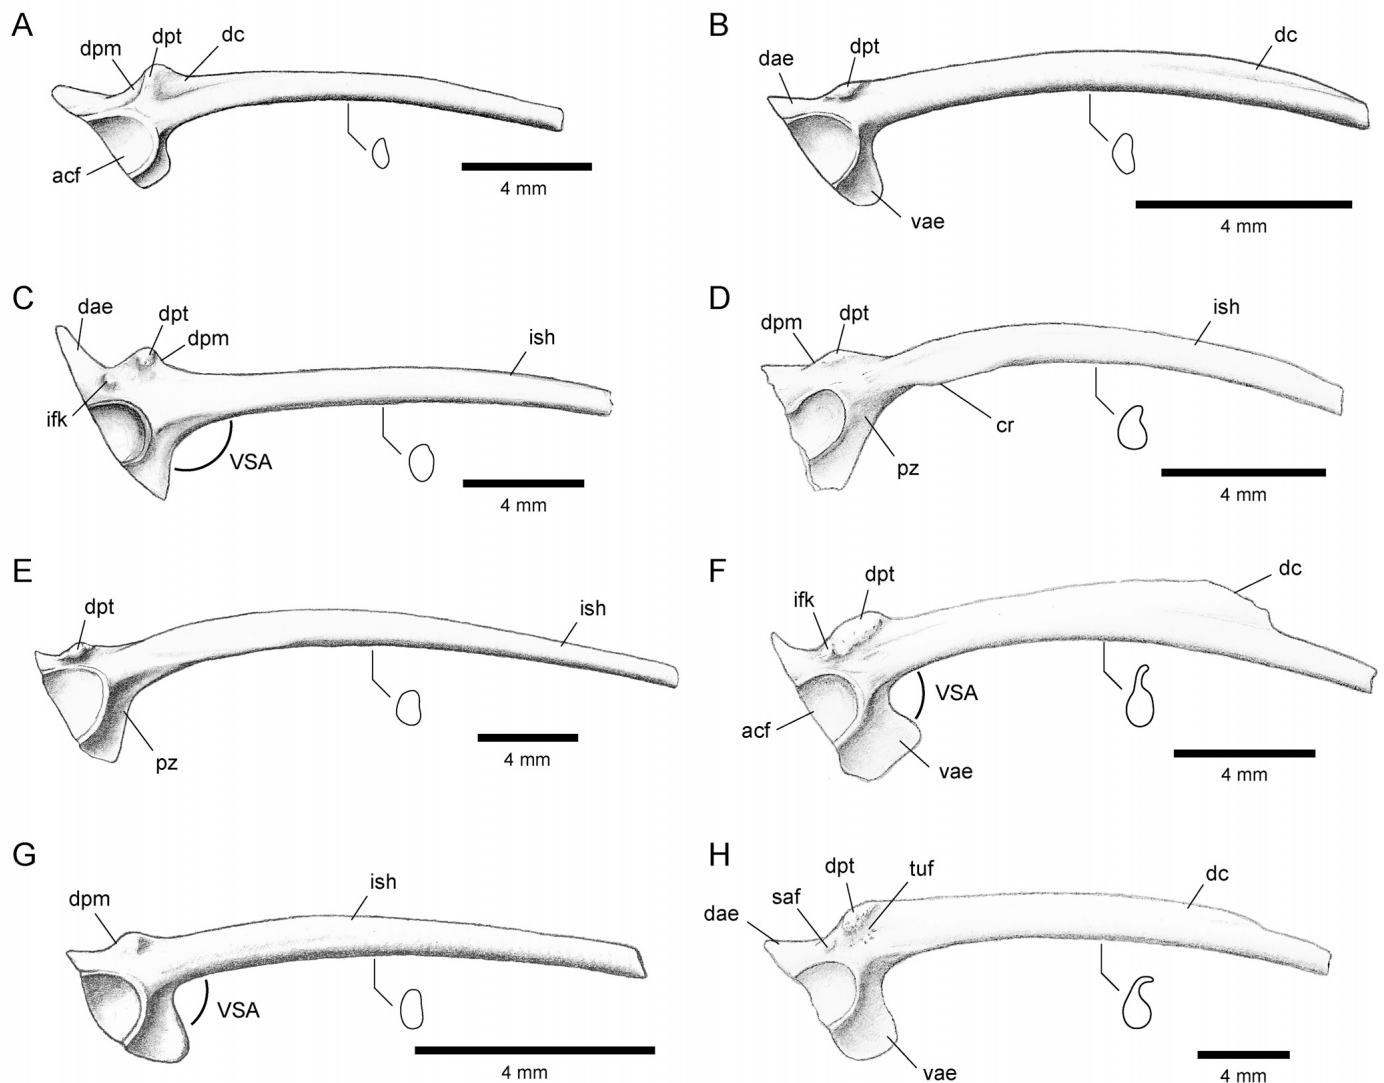 A
dpm
dpt
dc
acf
4 mm
B
dae
dpt
dc
vae
4 mm
C
dae
dpt
dpm
ish
ifk
VSA
4 mm
D
dpm
dpt
ish
cr
pz
4 mm
E
dpt
ish
pz
4 mm
F
ifk
dpt
dc
VSA
acf
vae
4 mm
G
dpm
ish
VSA
4 mm
H
dae
saf
dpt
tuf
dc
vae
4 mm